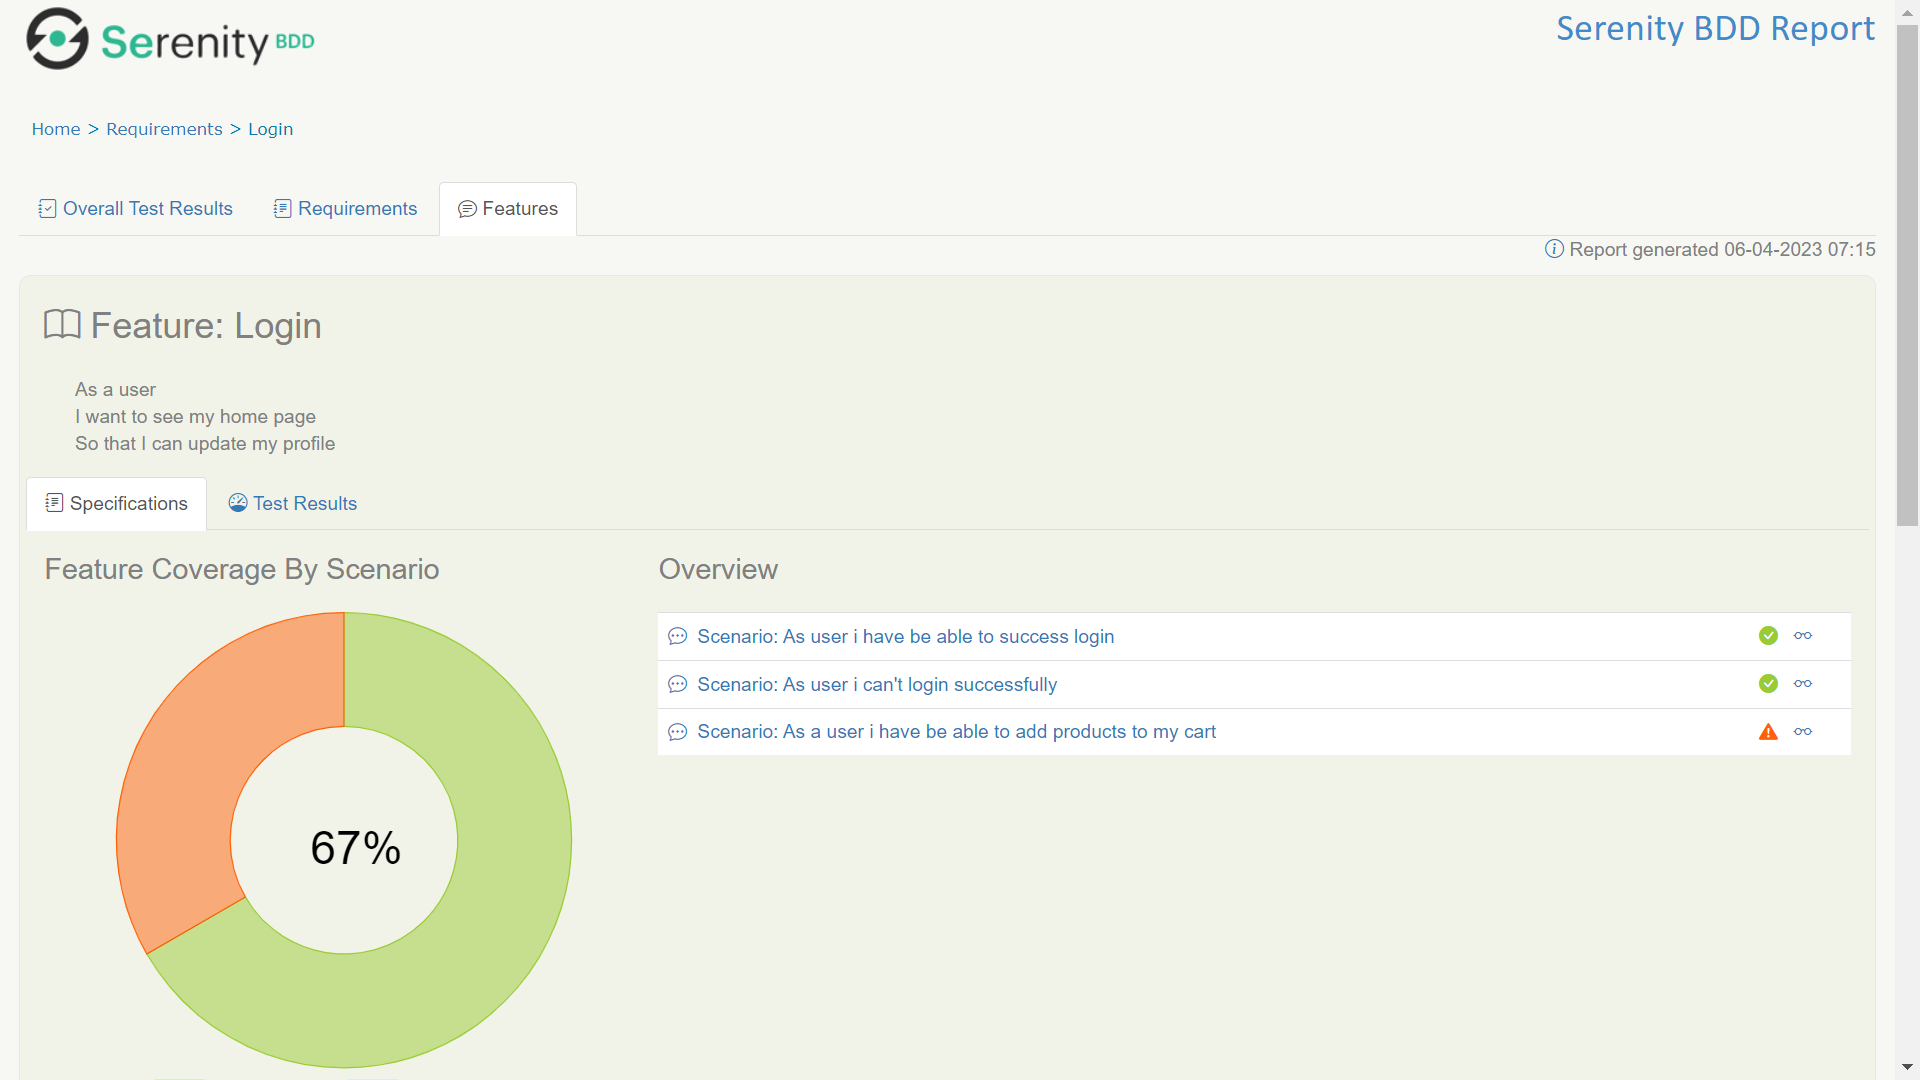 Serenity BDD
Serenity BDD Report
Home > Requirements > Login
Overall Test Results
Requirements
Features
Report generated 06-04-2023 07:15
Feature: Login
As a user
I want to see my home page
So that I can update my profile
Specifications
Test Results
Feature Coverage By Scenario
Overview
67%
Scenario: As user i have be able to success login
Scenario: As user i can't login successfully
Scenario: As a user i have be able to add products to my cart